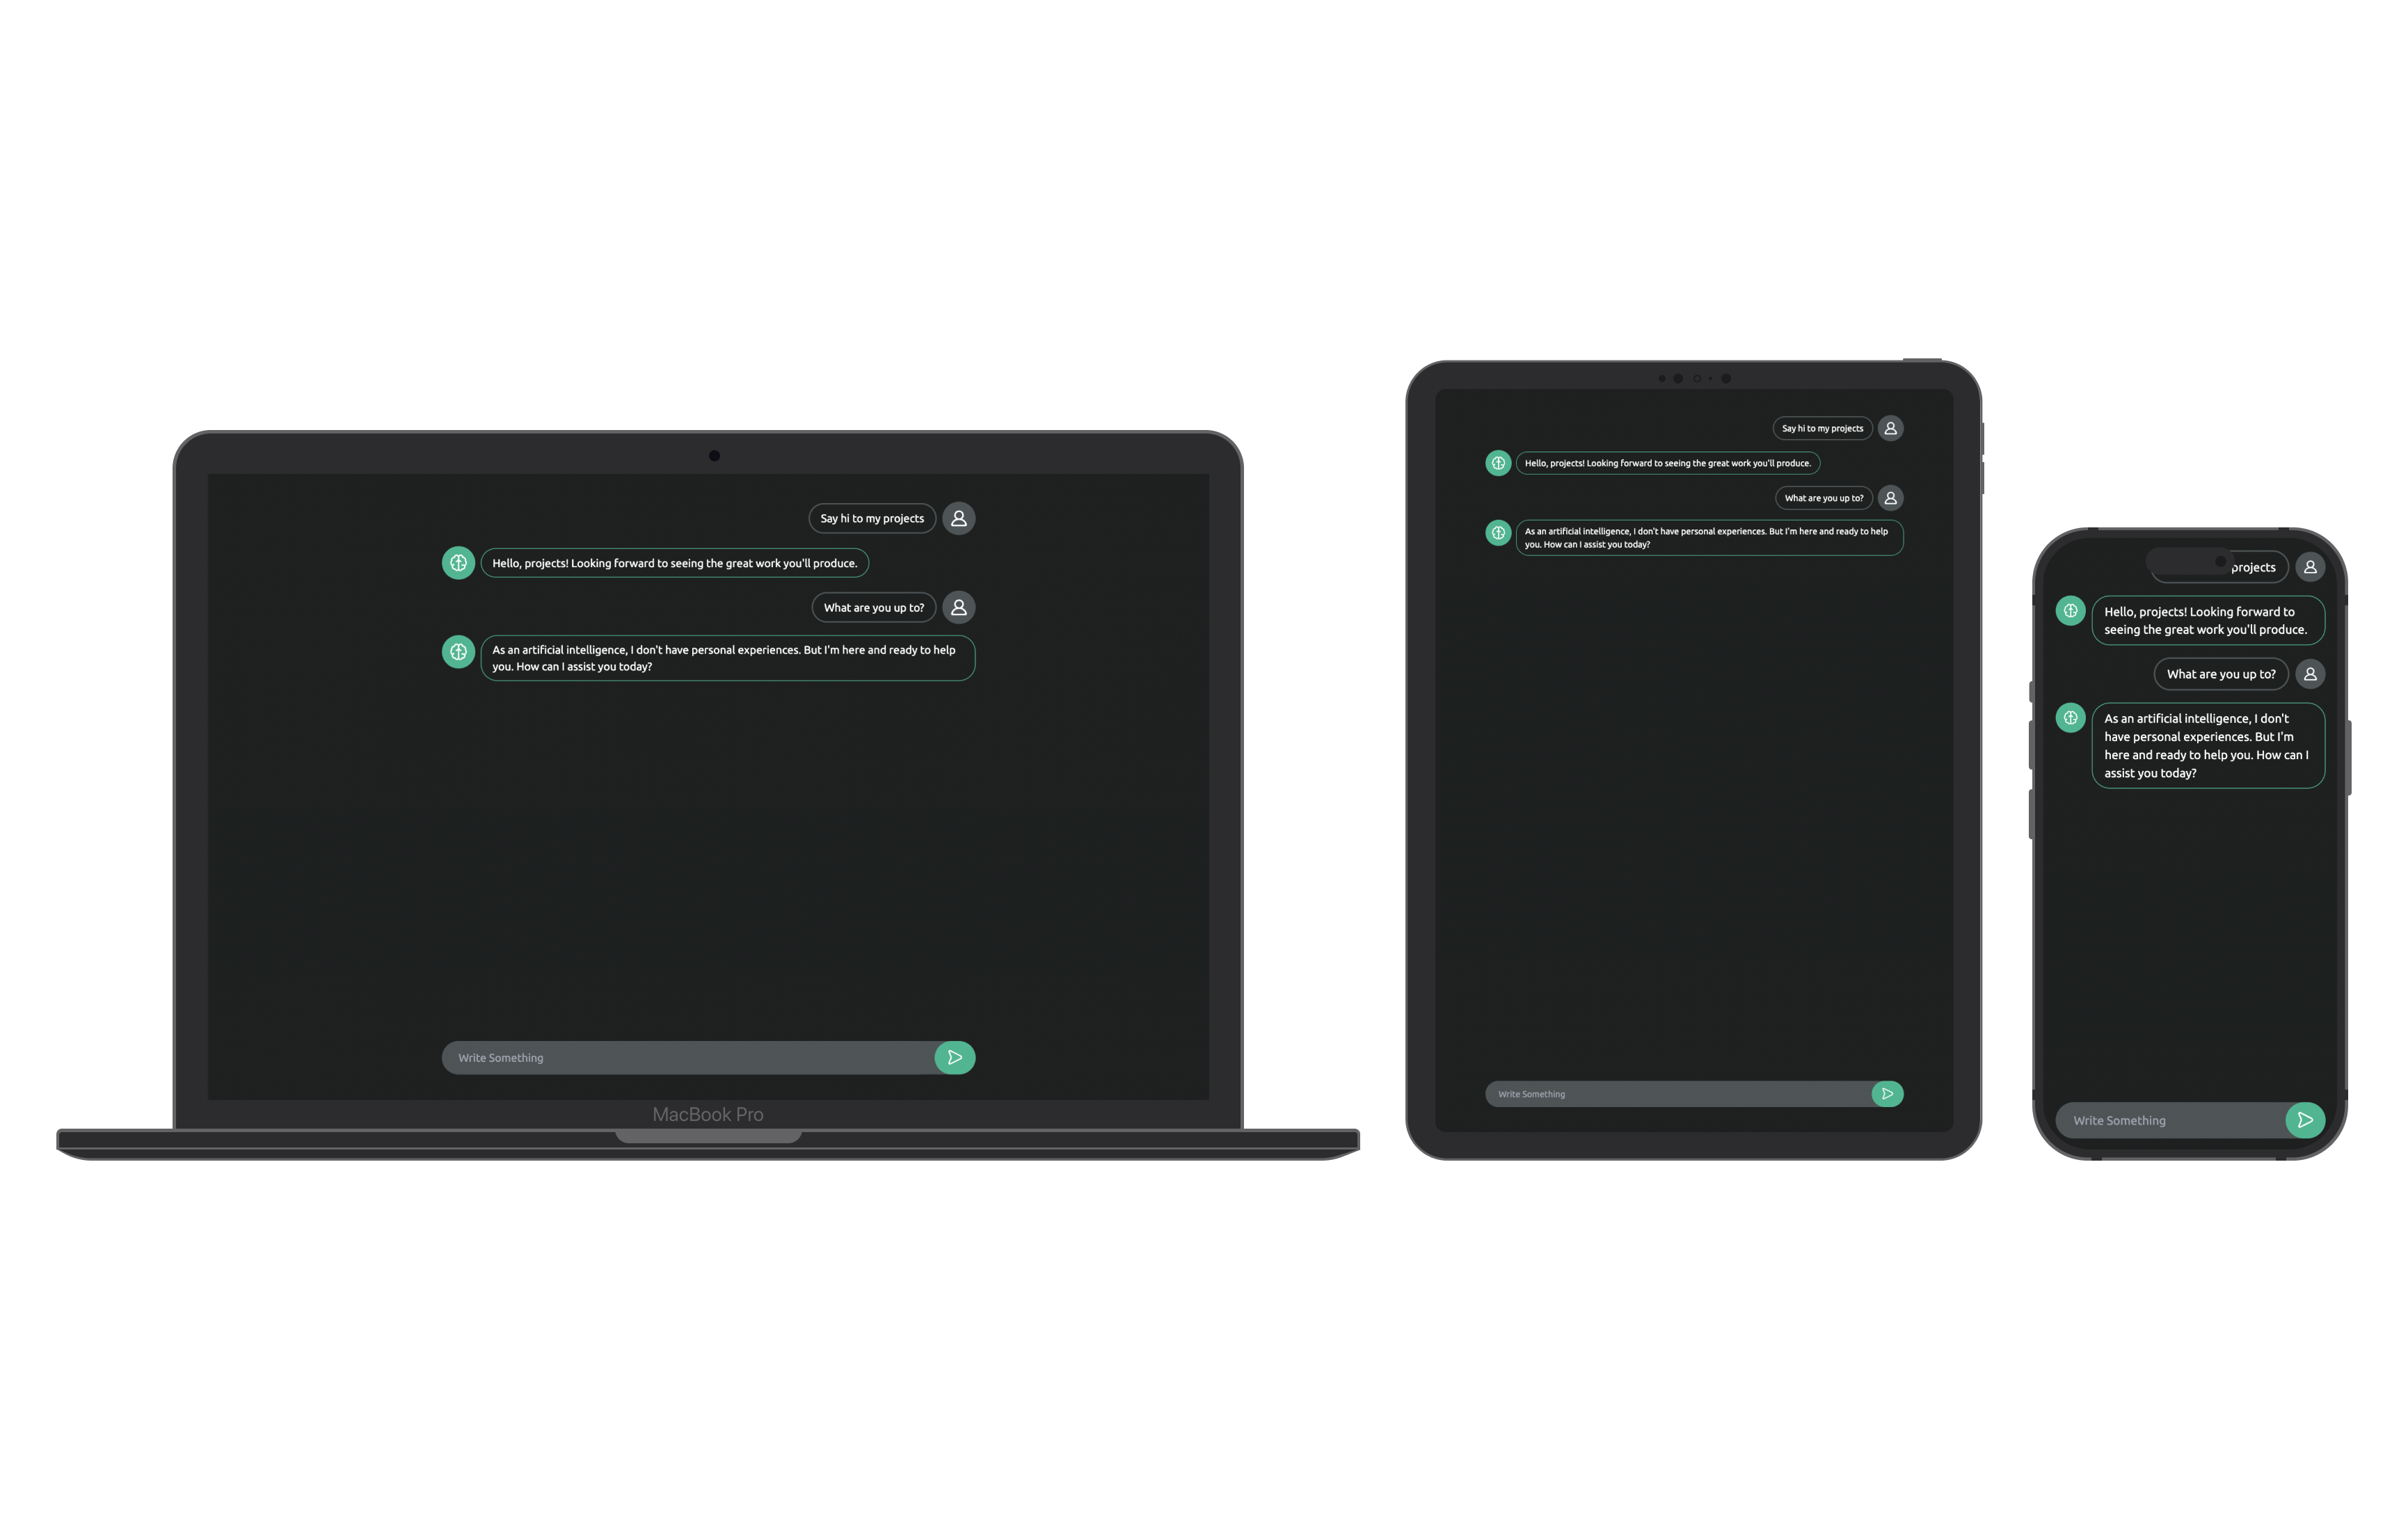 Say hi to my projects
Hello, projects! Looking forward to seeing the great work you'll produce.
What are you up to?
As an artificial intelligence, I don't have personal experiences. But I'm here and ready to help
you. How can I assist you today?
Write Something
MacBook Pro
Say hi to my projects
Hello, projects! Looking forward to seeing the great work you'll produce.
What are you up to?
As an artificial intelligence, I don't have personal experiences. But I'm here and ready to help
you. How can I assist you today?
Write Something
projects
Hello, projects! Looking forward to
seeing the great work you'll produce.
What are you up to?
As an artificial intelligence, I don't
have personal experiences. But I'm
here and ready to help you. How can I
assist you today?
Write Something